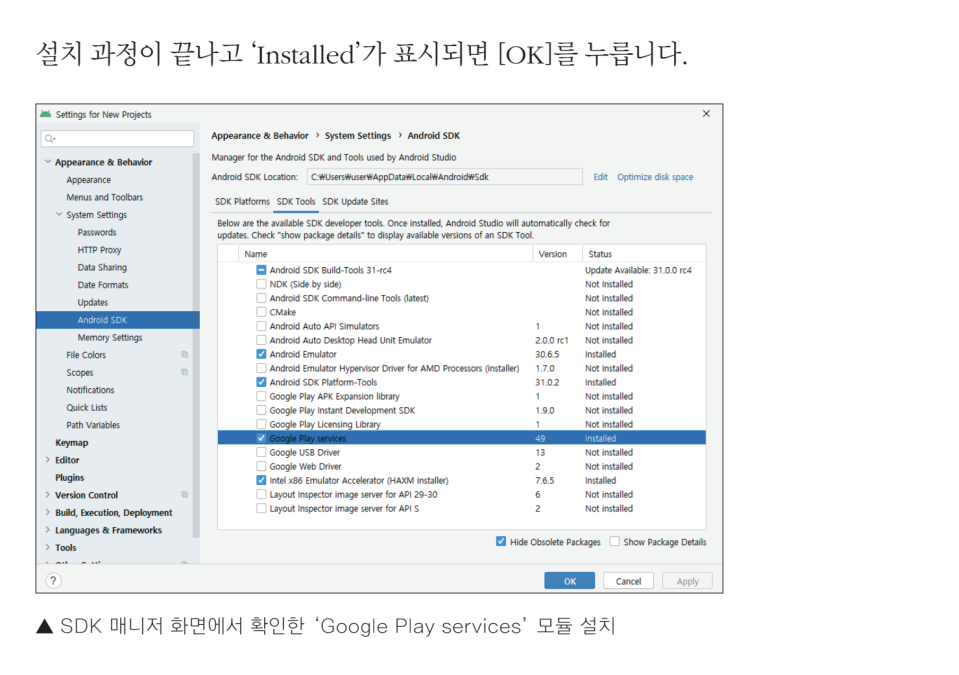 설치 과정이 끝나고 ‘Installed’가 표시되면 [OK]를 누릅니다.
Settings for New Projects
Appearance & Behavior
Appearance
Menus and Toolbars
System Settings
Passwords
HTTP Proxy
Data Sharing
Date Formats
Updates
Android SDK
Memory Settings
File Colors
Scopes
Notifications
Quick Lists
Path Variables
Keymap
Editor
Plugins
Version Control
Build, Execution, Deployment
Languages & Frameworks
Tools
Appearance & Behavior › System Settings › Android SDK
Manager for the Android SDK and Tools used by Android Studio
Android SDK Location: C:₩Users₩user₩AppData₩Local₩Android₩Sdk Edit Optimize disk space
SDK Platforms SDK Tools SDK Update Sites
Below are the available SDK developer tools. Once installed, Android Studio will automatically check for
updates. Check "show package details" to display available versions of an SDK Tool.
Name Version Status
Android SDK Build-Tools 31-rc4 Update Available: 31.0.0 rc4
NDK (Side by side) Not Installed
Android SDK Command-line Tools (latest) Not Installed
CMake Not Installed
Android Auto API Simulators 1 Not installed
Android Auto Desktop Head Unit Emulator 2.0.0 rc1 Not installed
Android Emulator 30.6.5 Installed
Android Emulator Hypervisor Driver for AMD Processors (installer) 1.7.0 Not installed
Android SDK Platform-Tools 31.0.2 Installed
Google Play APK Expansion library 1 Not installed
Google Play Instant Development SDK 1.9.0 Not installed
Google Play Licensing Library 1 Not installed
Google Play services 49 Installed
Google USB Driver 13 Not installed
Google Web Driver 2 Not installed
Intel x86 Emulator Accelerator (HAXM installer) 7.6.5 Installed
Layout Inspector image server for API 29-30 6 Not installed
Layout Inspector image server for API S 2 Not installed
Hide Obsolete Packages Show Package Details
? OK Cancel Apply
▲ SDK 매니저 화면에서 확인한 ‘Google Play services’ 모듈 설치